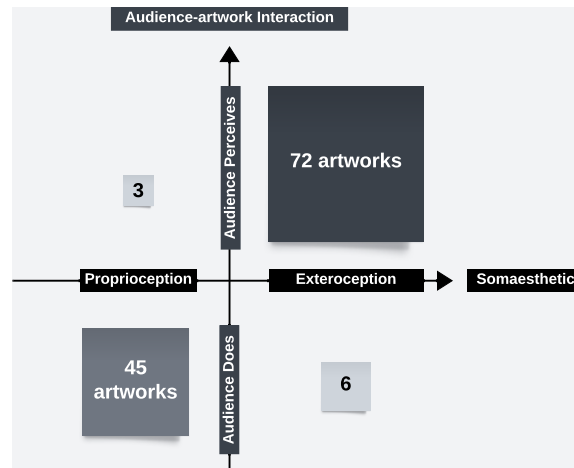 Audience-artwork Interaction
Audience Perceives
72 artworks
3
Proprioception
Exteroception
Somaesthetic
45
artworks
Audience Does
6